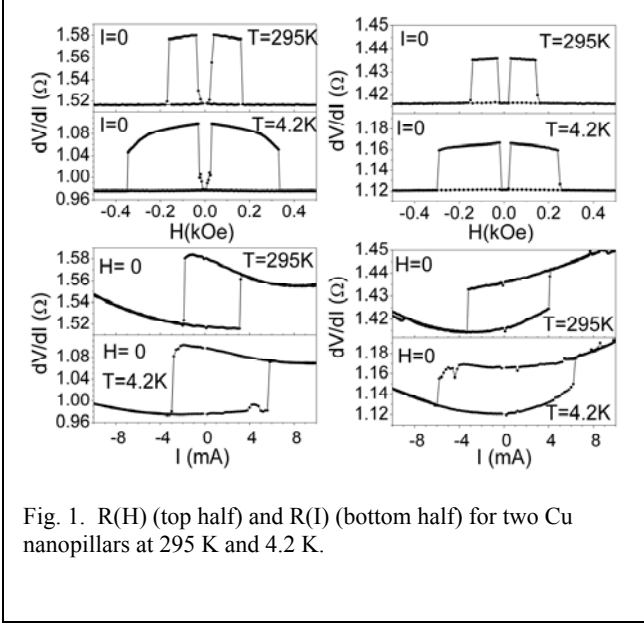 1.58
1.56
1.54
1.52
I=0
T=295K
1.45
1.44
1.43
1.42
I=0
T=295K
dV/dI (Ω)
dV/dI (Ω)
1.08
1.04
1.00
0.96
I=0
T=4.2K
1.18
1.16
1.14
1.12
I=0
T=4.2K
-0.4 -0.2 0.0 0.2 0.4
H(kOe)
-0.4 -0.2 0.0 0.2 0.4
H(kOe)
1.58
1.56
1.54
1.52
H= 0
T=295K
1.45
1.44
1.43
1.42
H=0
T=295K
dV/dI (Ω)
dV/dI (Ω)
1.08
1.04
1.00
0.96
H= 0
T=4.2K
1.18
1.16
1.14
1.12
H=0
T=4.2K
-8 -4 0 4 8
I (mA)
-8 -4 0 4 8
I (mA)
Fig. 1. R(H) (top half) and R(I) (bottom half) for two Cu
nanopillars at 295 K and 4.2 K.